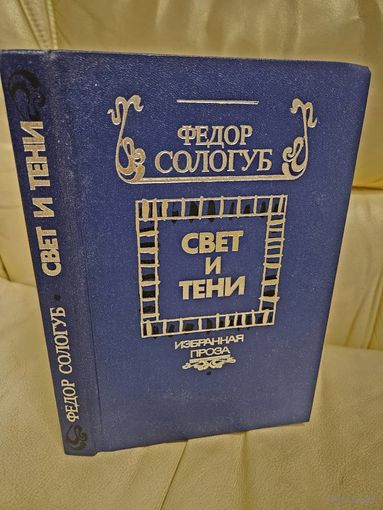 ФЕДОР
СОЛОГУБ
СВЕТ
И
ТЕНИ
ИЗБРАННАЯ
ПРОЗА
ФЕДОР СОЛОГУБ • СВЕТ И ТЕНИ